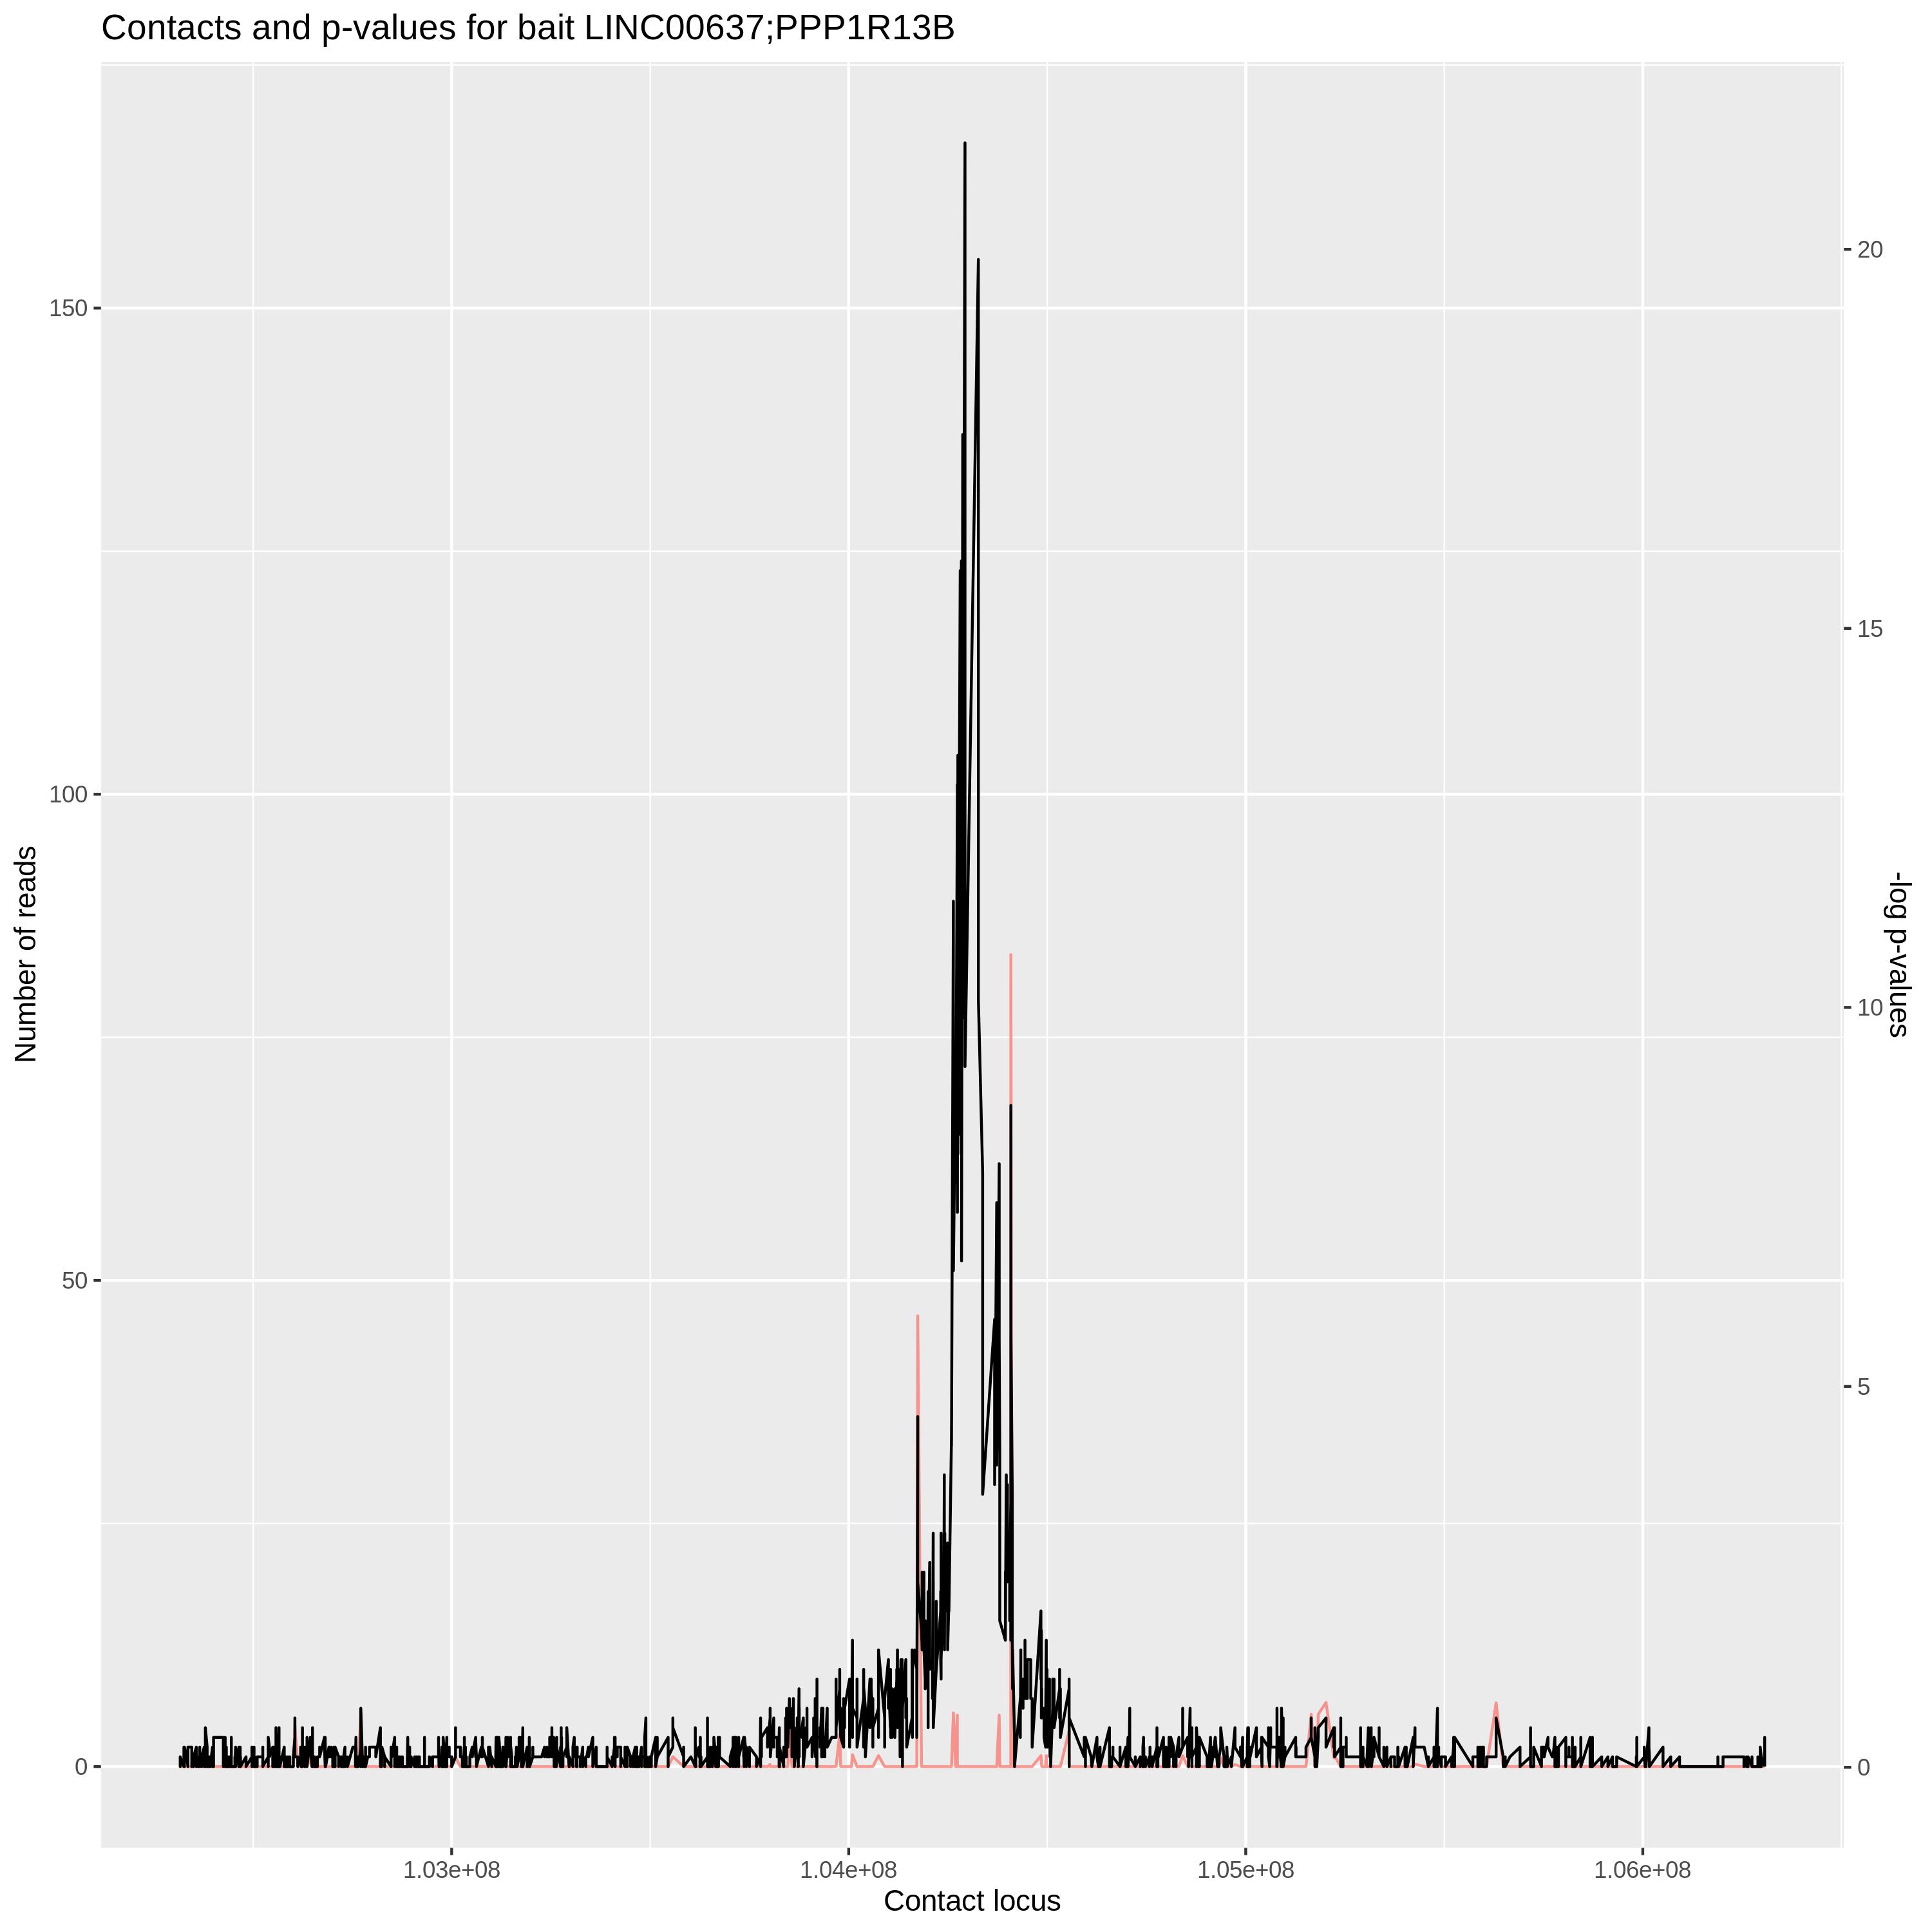 Contacts and p-values for bait LINC00637;PPP1R13B
Number of reads
150
100
50
0
20
15
10
5
0
-log p-values
1.03e+08
1.04e+08
1.05e+08
1.06e+08
Contact locus